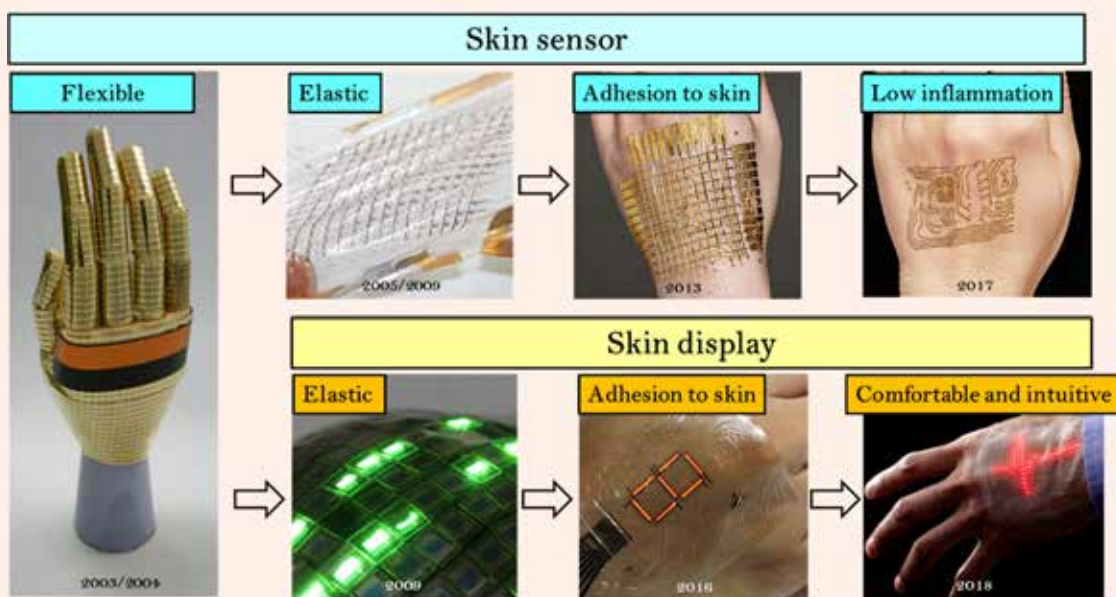 Skin sensor
Flexible
Elastic
Adhesion to skin
Low inflammation
2005/2009
2013
2017
Skin display
Elastic
Adhesion to skin
Comfortable and intuitive
2003/2004
2009
2016
2018